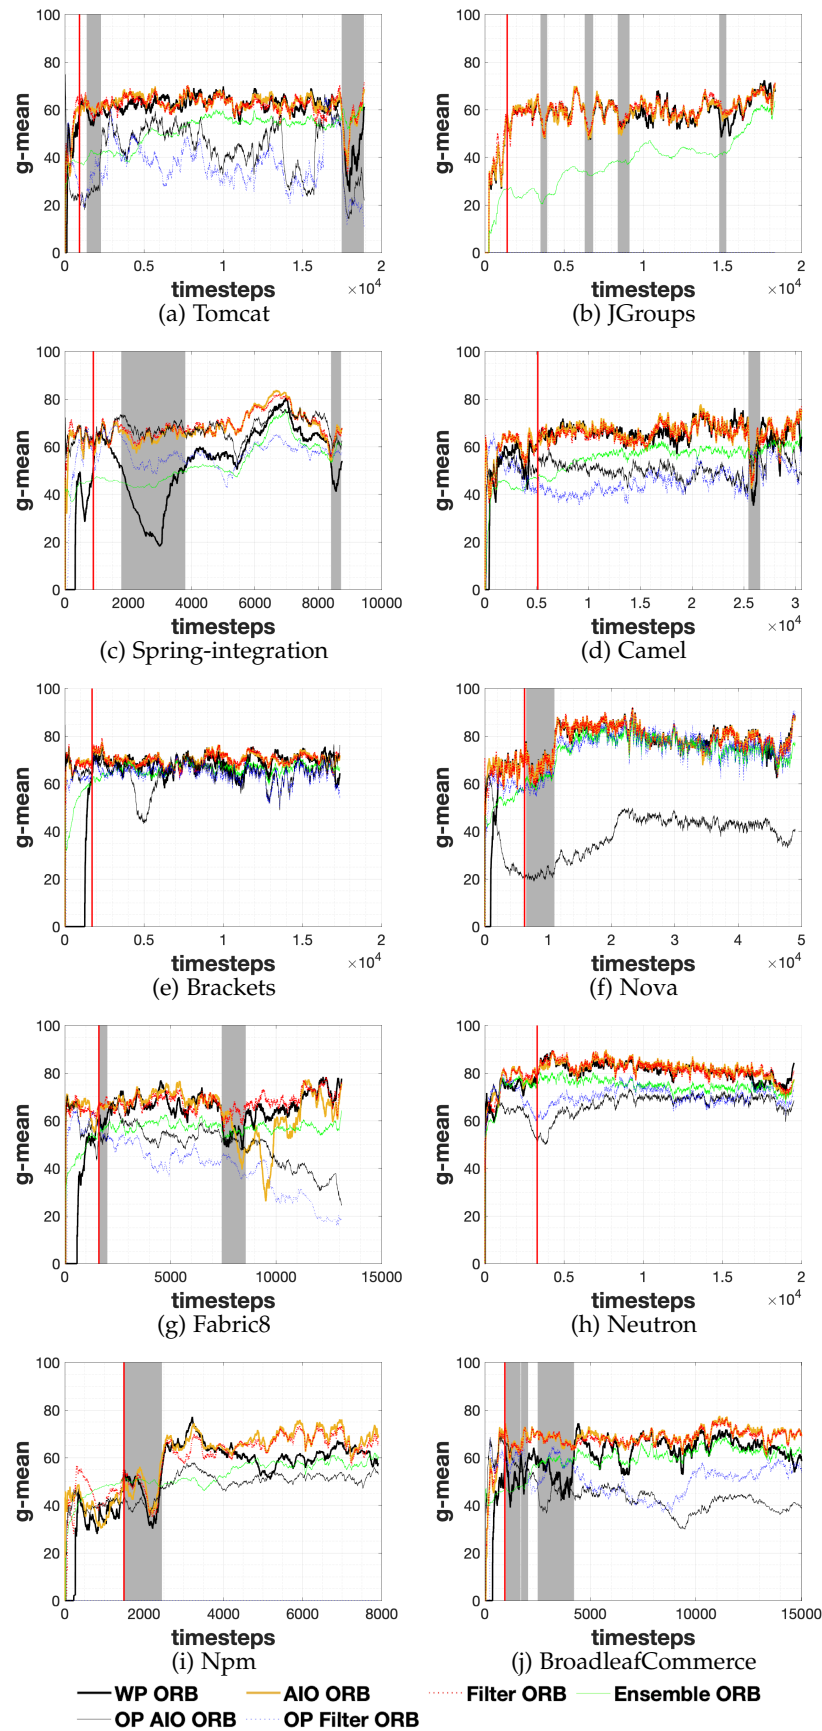 100
80
60
40
20
0
g-mean
0 0.5 1 1.5 2
×10^4
timesteps
(a) Tomcat
100
80
60
40
20
0
g-mean
0 0.5 1 1.5 2
×10^4
timesteps
(b) JGroups
100
80
60
40
20
0
g-mean
0 2000 4000 6000 8000 10000
timesteps
(c) Spring-integration
100
80
60
40
20
0
g-mean
0 0.5 1 1.5 2 2.5 3
×10^4
timesteps
(d) Camel
100
80
60
40
20
0
g-mean
0 0.5 1 1.5 2
×10^4
timesteps
(e) Brackets
100
80
60
40
20
0
g-mean
0 1 2 3 4 5
×10^4
timesteps
(f) Nova
100
80
60
40
20
0
g-mean
0 5000 10000 15000
timesteps
(g) Fabric8
100
80
60
40
20
0
g-mean
0 0.5 1 1.5 2
×10^4
timesteps
(h) Neutron
100
80
60
40
20
0
g-mean
0 2000 4000 6000 8000
timesteps
(i) Npm
100
80
60
40
20
0
g-mean
0 5000 10000 15000
timesteps
(j) BroadleafCommerce
WP ORB AIO ORB Filter ORB Ensemble ORB
OP AIO ORB OP Filter ORB